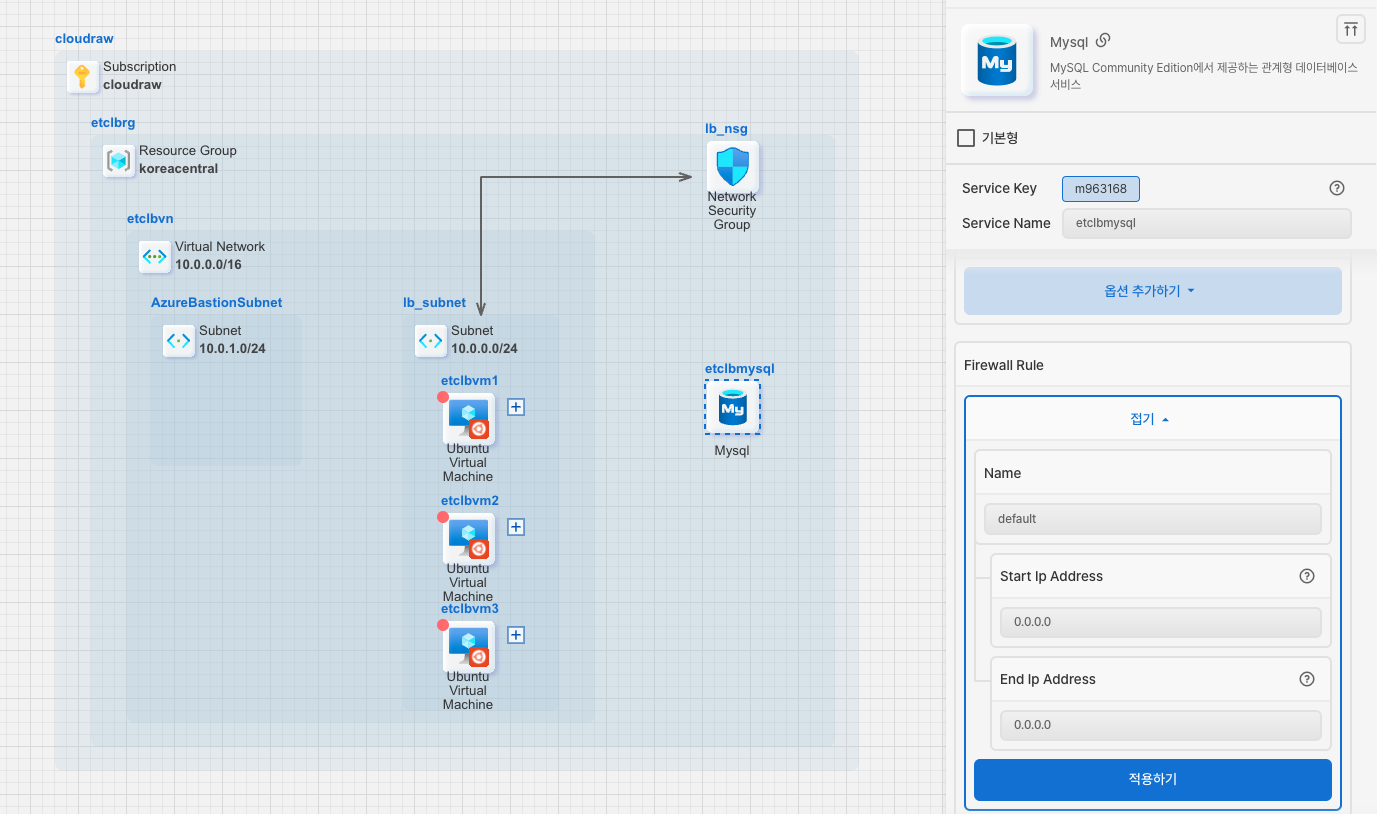 cloudraw
Subscription
cloudraw
etclbrg
Resource Group
koreacentral
lb_nsg
Network
Security
Group
etclbvn
Virtual Network
10.0.0.0/16
AzureBastionSubnet
Subnet
10.0.1.0/24
lb_subnet
Subnet
10.0.0.0/24
etclbvm1
Ubuntu
Virtual
Machine
etclbvm2
Ubuntu
Virtual
Machine
etclbvm3
Ubuntu
Virtual
Machine
etclbmysql
My
Mysql
My
Mysql
MySQL Community Edition에서 제공하는 관계형 데이터베이스
서비스
기본형
Service Key
m963168
Service Name
etclbmysql
옵션 추가하기
Firewall Rule
접기
Name
default
Start Ip Address
0.0.0.0
End Ip Address
0.0.0.0
적용하기